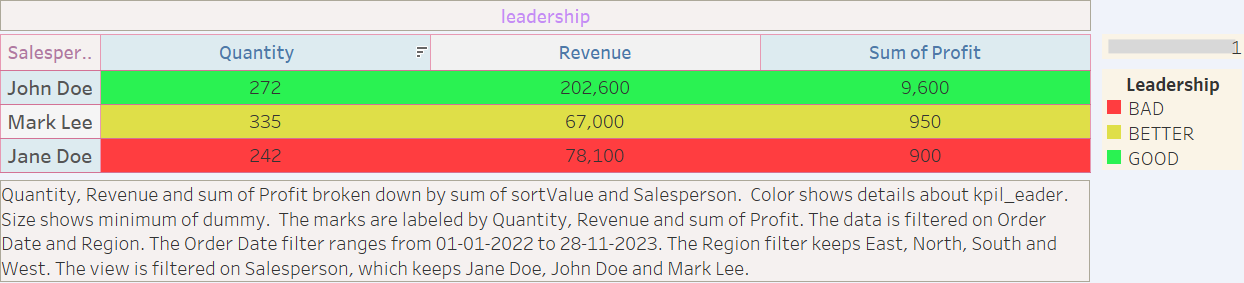 leadership
Salesper.. Quantity Revenue Sum of Profit
John Doe 272 202,600 9,600
Mark Lee 335 67,000 950
Jane Doe 242 78,100 900
1
Leadership
BAD
BETTER
GOOD
Quantity, Revenue and sum of Profit broken down by sum of sortValue and Salesperson.  Color shows details about kpil_eader.
Size shows minimum of dummy.  The marks are labeled by Quantity, Revenue and sum of Profit. The data is filtered on Order
Date and Region. The Order Date filter ranges from 01-01-2022 to 28-11-2023. The Region filter keeps East, North, South and
West. The view is filtered on Salesperson, which keeps Jane Doe, John Doe and Mark Lee.